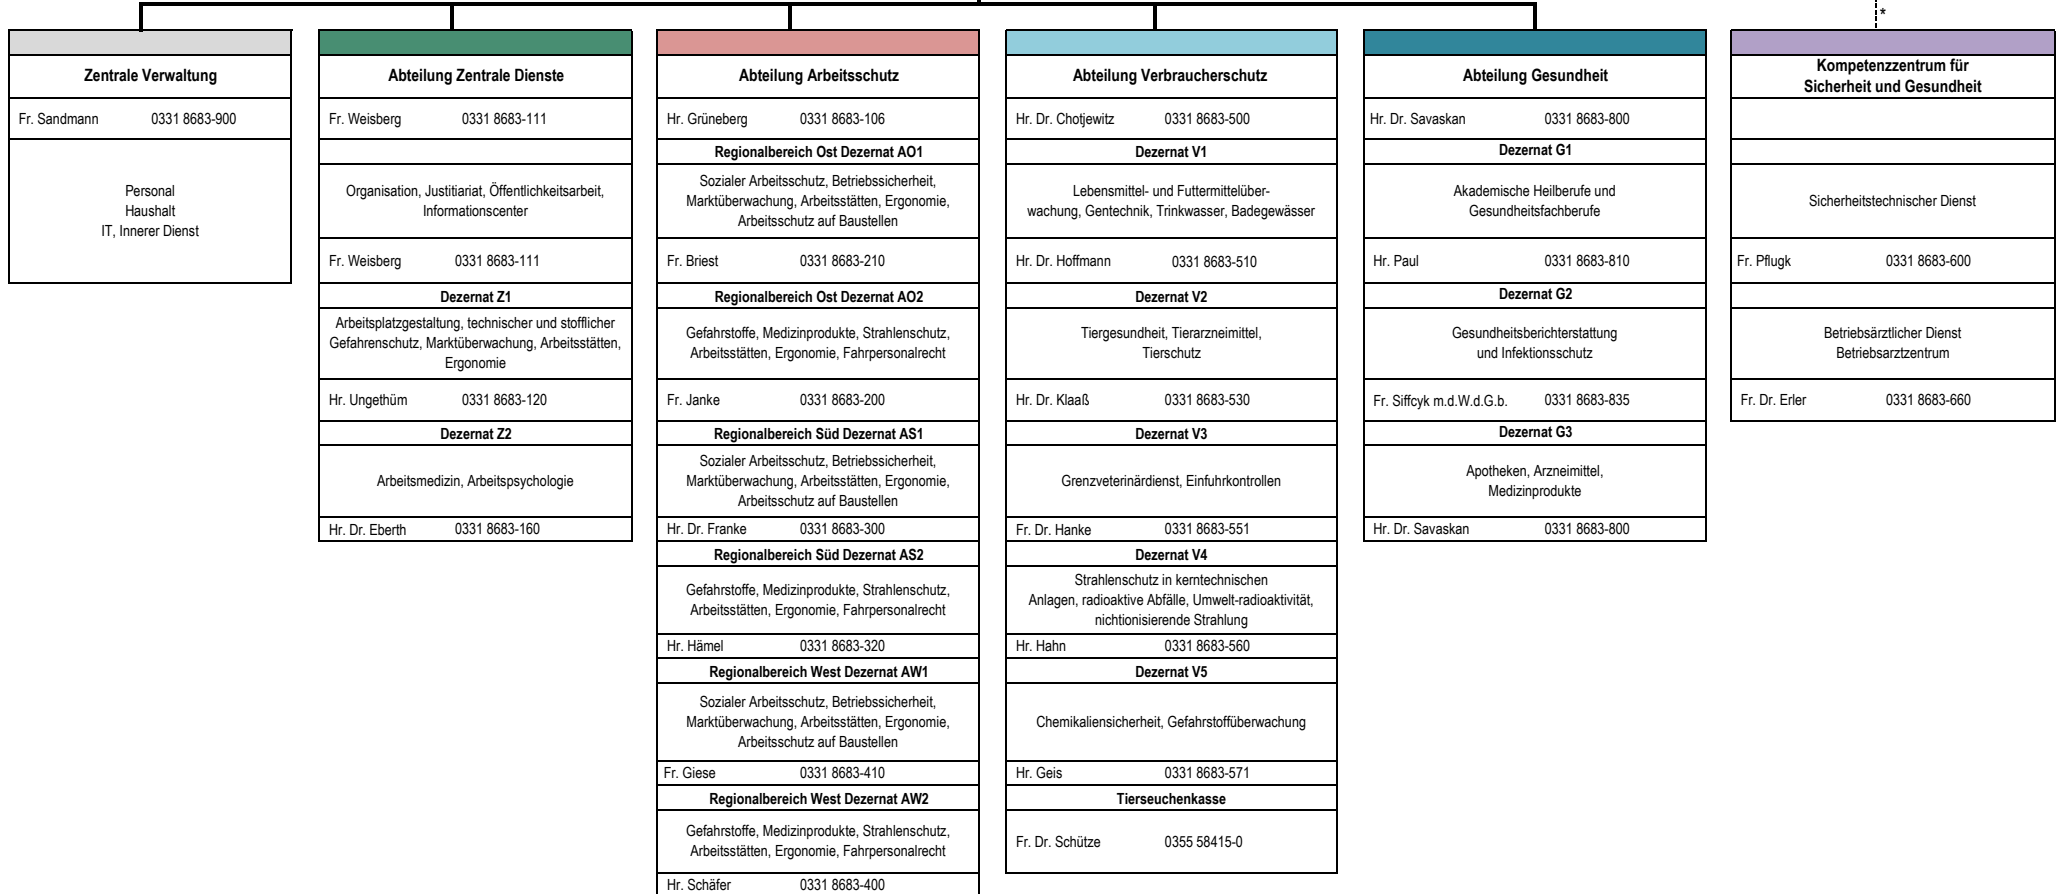 *
Zentrale Verwaltung
Fr. Sandmann 0331 8683-900
Personal
Haushalt
IT, Innerer Dienst
Abteilung Zentrale Dienste
Fr. Weisberg 0331 8683-111
Organisation, Justitiariat, Öffentlichkeitsarbeit,
Informationscenter
Fr. Weisberg 0331 8683-111
Dezernat Z1
Arbeitsplatzgestaltung, technischer und stofflicher
Gefahrenschutz, Marktüberwachung, Arbeitsstätten,
Ergonomie
Hr. Ungethüm 0331 8683-120
Dezernat Z2
Arbeitsmedizin, Arbeitspsychologie
Hr. Dr. Eberth 0331 8683-160
Abteilung Arbeitsschutz
Hr. Grüneberg 0331 8683-106
Regionalbereich Ost Dezernat AO1
Sozialer Arbeitsschutz, Betriebssicherheit,
Marktüberwachung, Arbeitsstätten, Ergonomie,
Arbeitsschutz auf Baustellen
Fr. Briest 0331 8683-210
Regionalbereich Ost Dezernat AO2
Gefahrstoffe, Medizinprodukte, Strahlenschutz,
Arbeitsstätten, Ergonomie, Fahrpersonalrecht
Fr. Janke 0331 8683-200
Regionalbereich Süd Dezernat AS1
Sozialer Arbeitsschutz, Betriebssicherheit,
Marktüberwachung, Arbeitsstätten, Ergonomie,
Arbeitsschutz auf Baustellen
Hr. Dr. Franke 0331 8683-300
Regionalbereich Süd Dezernat AS2
Gefahrstoffe, Medizinprodukte, Strahlenschutz,
Arbeitsstätten, Ergonomie, Fahrpersonalrecht
Hr. Hämel 0331 8683-320
Regionalbereich West Dezernat AW1
Sozialer Arbeitsschutz, Betriebssicherheit,
Marktüberwachung, Arbeitsstätten, Ergonomie,
Arbeitsschutz auf Baustellen
Fr. Giese 0331 8683-410
Regionalbereich West Dezernat AW2
Gefahrstoffe, Medizinprodukte, Strahlenschutz,
Arbeitsstätten, Ergonomie, Fahrpersonalrecht
Hr. Schäfer 0331 8683-400
Abteilung Verbraucherschutz
Hr. Dr. Chotjewitz 0331 8683-500
Dezernat V1
Lebensmittel- und Futtermittelüber-
wachung, Gentechnik, Trinkwasser, Badegewässer
Hr. Dr. Hoffmann 0331 8683-510
Dezernat V2
Tiergesundheit, Tierarzneimittel,
Tierschutz
Hr. Dr. Klaaß 0331 8683-530
Dezernat V3
Grenzveterinärdienst, Einfuhrkontrollen
Fr. Dr. Hanke 0331 8683-551
Dezernat V4
Strahlenschutz in kerntechnischen
Anlagen, radioaktive Abfälle, Umwelt-radioaktivität,
nichtionisierende Strahlung
Hr. Hahn 0331 8683-560
Dezernat V5
Chemikaliensicherheit, Gefahrstoffüberwachung
Hr. Geis 0331 8683-571
Tierseuchenkasse
Fr. Dr. Schütze 0355 58415-0
Abteilung Gesundheit
Hr. Dr. Savaskan 0331 8683-800
Dezernat G1
Akademische Heilberufe und
Gesundheitsfachberufe
Hr. Paul 0331 8683-810
Dezernat G2
Gesundheitsberichterstattung
und Infektionsschutz
Fr. Siffcyk m.d.W.d.G.b. 0331 8683-835
Dezernat G3
Apotheken, Arzneimittel,
Medizinprodukte
Hr. Dr. Savaskan 0331 8683-800
Kompetenzzentrum für
Sicherheit und Gesundheit
Sicherheitstechnischer Dienst
Fr. Pflugk 0331 8683-600
Betriebsärztlicher Dienst
Betriebsarztzentrum
Fr. Dr. Erler 0331 8683-660